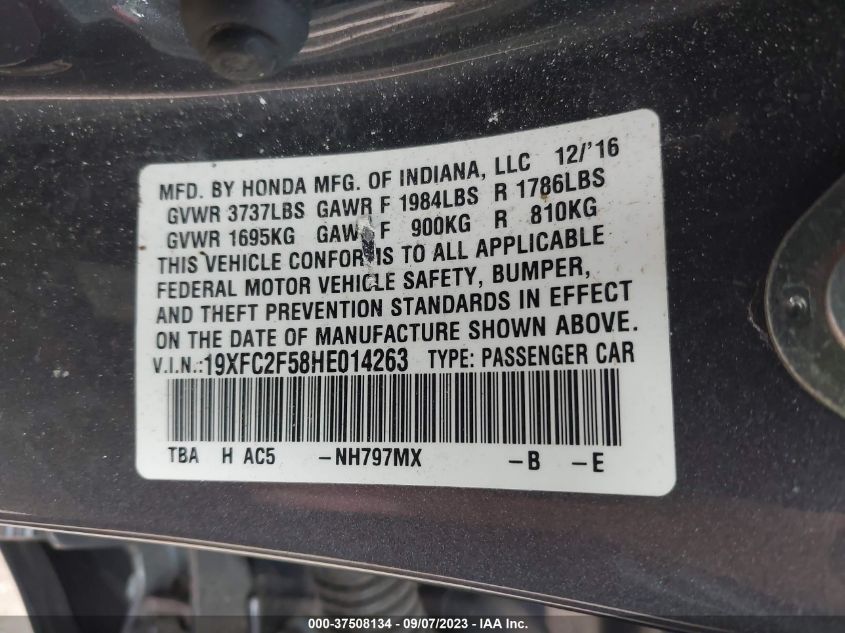 MFD. BY HONDA MFG. OF INDIANA, LLC 12/'16
GVWR 3737LBS GAWR F 1984LBS R 1786LBS
GVWR 1695KG GAWR F 900KG R 810KG
THIS VEHICLE CONFORMS TO ALL APPLICABLE
FEDERAL MOTOR VEHICLE SAFETY, BUMPER,
AND THEFT PREVENTION STANDARDS IN EFFECT
ON THE DATE OF MANUFACTURE SHOWN ABOVE.
V.I.N.:19XFC2F58HE014263 TYPE: PASSENGER CAR
TBA H AC5 -NH797MX -B -E
000-37508134 - 09/07/2023 - IAA Inc.